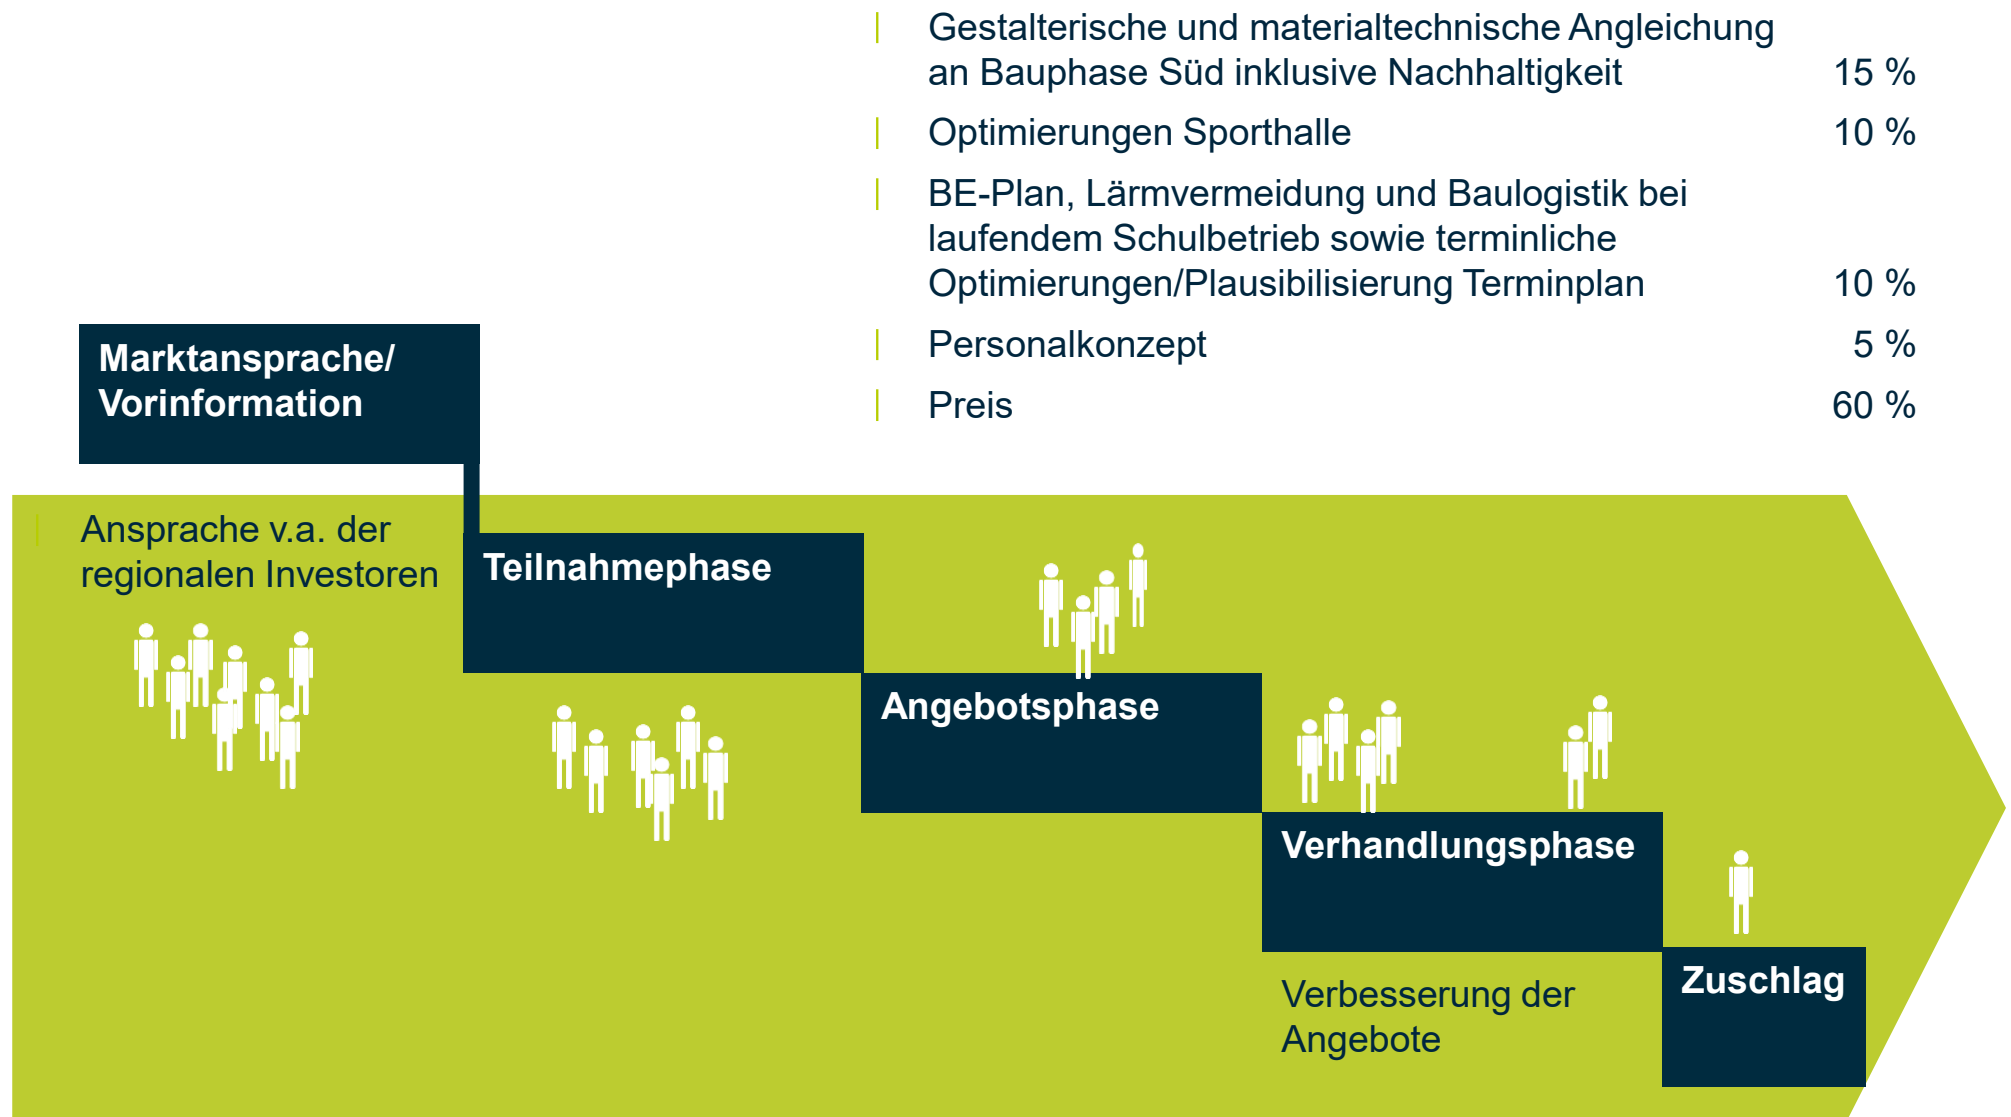 Gestalterische und materialtechnische Angleichung
an Bauphase Süd inklusive Nachhaltigkeit 15 %
Optimierungen Sporthalle 10 %
BE-Plan, Lärmvermeidung und Baulogistik bei
laufendem Schulbetrieb sowie terminliche
Optimierungen/Plausibilisierung Terminplan 10 %
Personalkonzept 5 %
Preis 60 %
Marktansprache/
Vorinformation
Ansprache v.a. der
regionalen Investoren
Teilnahmephase
Angebotsphase
Verhandlungsphase
Verbesserung der
Angebote
Zuschlag